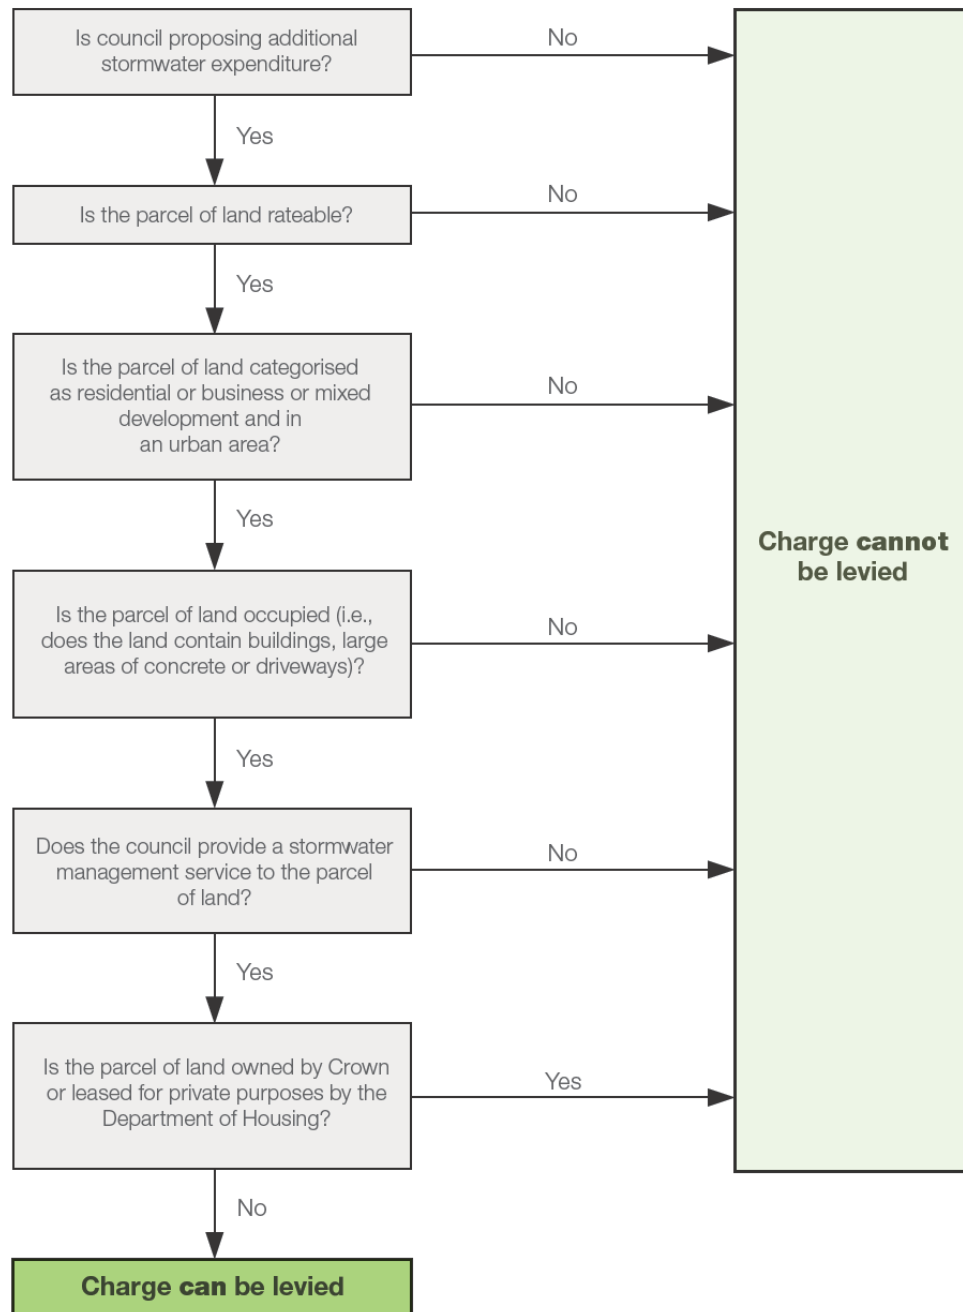 Is council proposing additional
stormwater expenditure?
No
Yes
Is the parcel of land rateable?
No
Yes
Is the parcel of land categorised
as residential or business or mixed
development and in
an urban area?
No
Yes
Is the parcel of land occupied (i.e.,
does the land contain buildings, large
areas of concrete or driveways)?
No
Yes
Does the council provide a stormwater
management service to the parcel
of land?
No
Yes
Is the parcel of land owned by Crown
or leased for private purposes by the
Department of Housing?
Yes
No
Charge can be levied
Charge cannot
be levied